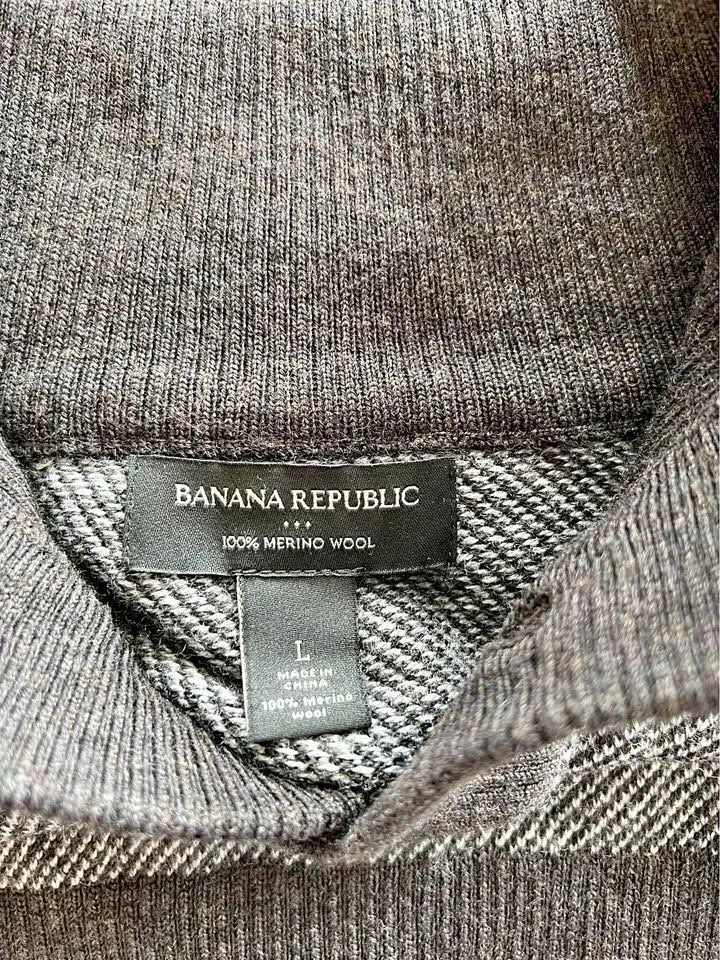 BANANA REPUBLIC
100% MERINO WOOL
L
MADE IN
CHINA
100% Merino
wool